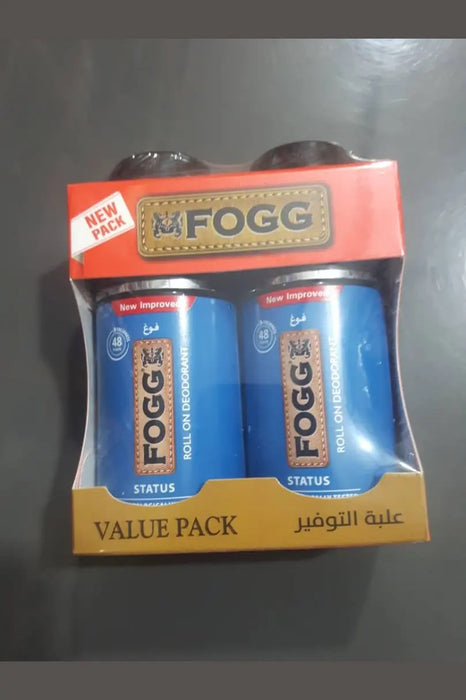 NEW
PACK
FOGG
New Improved
New Improved
فوغ
فوغ
48
48
FOGG
ROLL ON DEODORANT
FOGG
ROLL ON DEODORANT
STATUS
STATUS
VALUE PACK
علبة التوفير